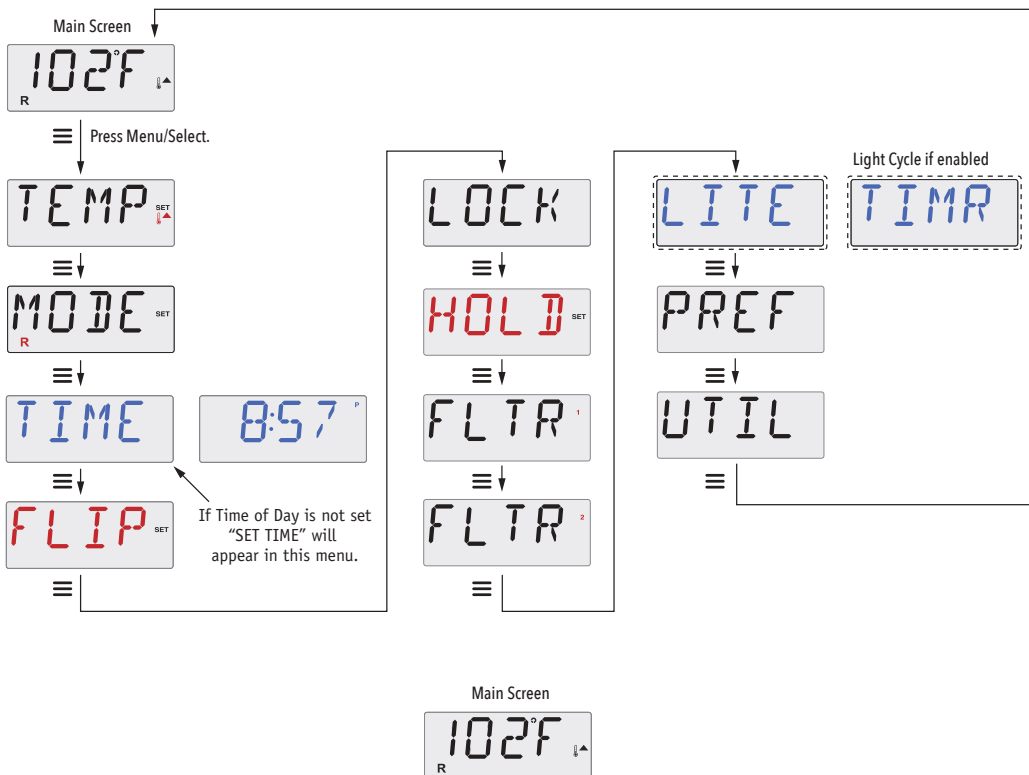 Main Screen
102°F
R
Press Menu/Select.
TEMP SET
MODE SET
R
TIME
8:57 P
If Time of Day is not set
“SET TIME” will
appear in this menu.
FLIP SET
LOCK
HOLD SET
FLTR 1
FLTR 2
LITE
Light Cycle if enabled
TIMR
PREF
UTIL
Main Screen
102°F
R